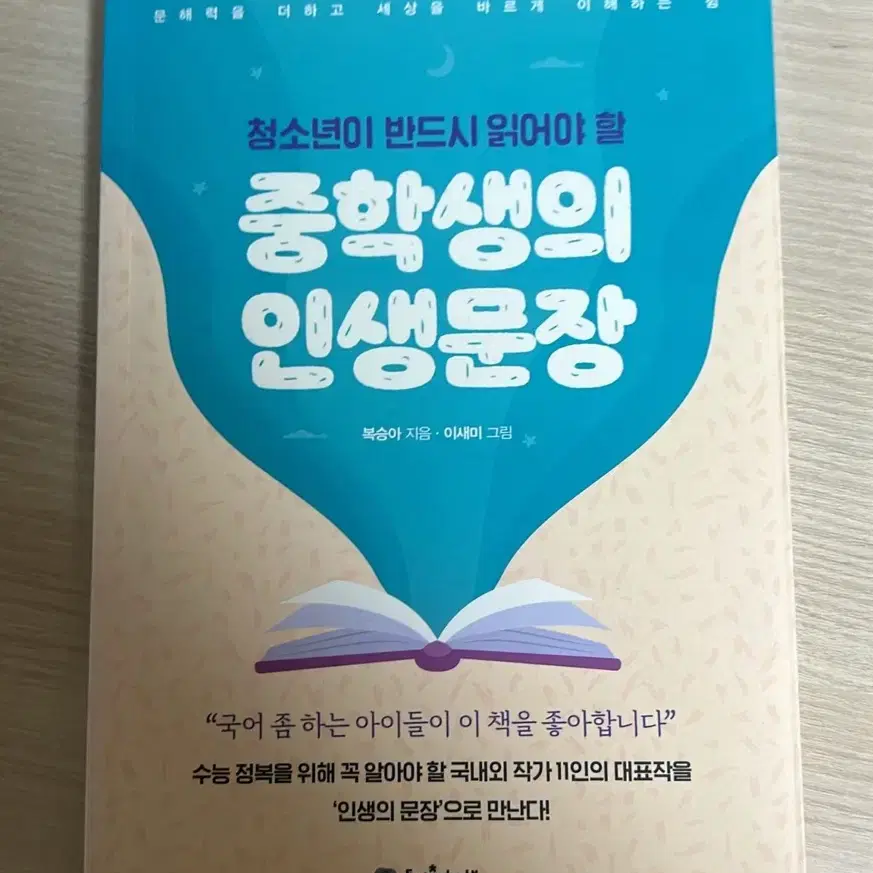 문해력을 더하고 세상을 바르게 이해하는 힘
청소년이 반드시 읽어야 할
중학생의
인생문장
복승아 지음 · 이새미 그림
“국어 좀 하는 아이들이 이 책을 좋아합니다”
수능 정복을 위해 꼭 알아야 할 국내외 작가 11인의 대표작을
‘인생의 문장’으로 만난다!